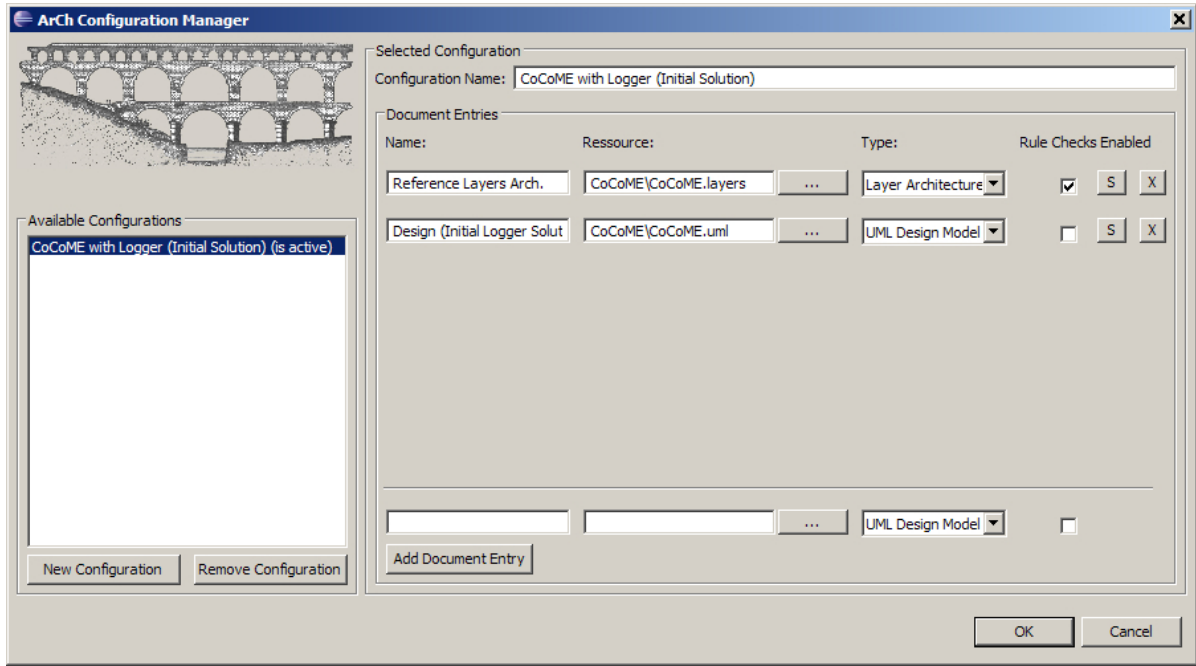 ArCh Configuration Manager
Selected Configuration
Configuration Name: CoCoME with Logger (Initial Solution)
Document Entries
Name: Ressource: Type: Rule Checks Enabled
Reference Layers Arch. CoCoME\CoCoME.layers ... Layer Architecture S X
Design (Initial Logger Solut CoCoME\CoCoME.uml ... UML Design Model S X
... UML Design Model
Add Document Entry
Available Configurations
CoCoME with Logger (Initial Solution) (is active)
New Configuration Remove Configuration
OK Cancel